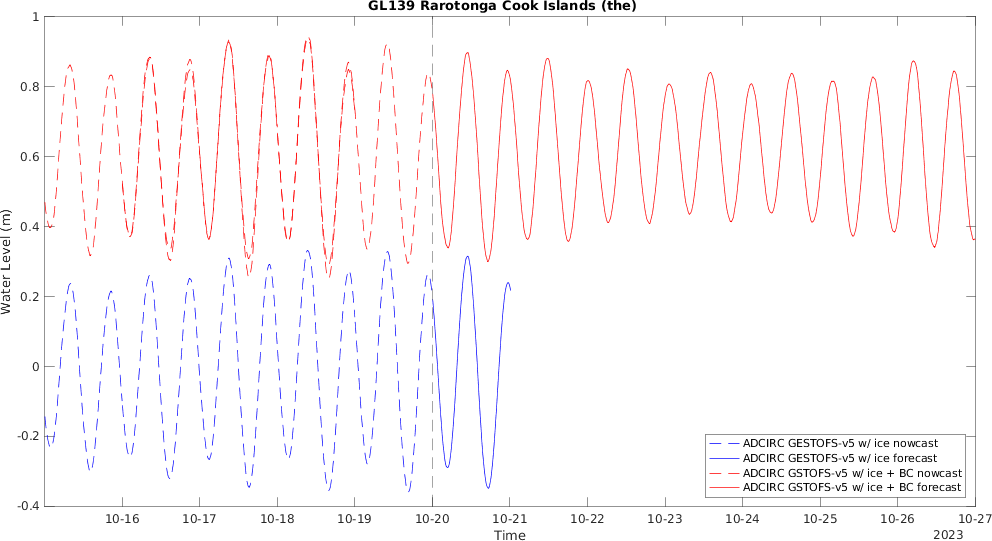 GL139 Rarotonga Cook Islands (the)
1
0.8
0.6
0.4
0.2
0
-0.2
-0.4
Water Level (m)
10-16 10-17 10-18 10-19 10-20 10-21 10-22 10-23 10-24 10-25 10-26 10-27
Time
2023
ADCIRC GESTOFS-v5 w/ ice nowcast
ADCIRC GESTOFS-v5 w/ ice forecast
ADCIRC GSTOFS-v5 w/ ice + BC nowcast
ADCIRC GSTOFS-v5 w/ ice + BC forecast